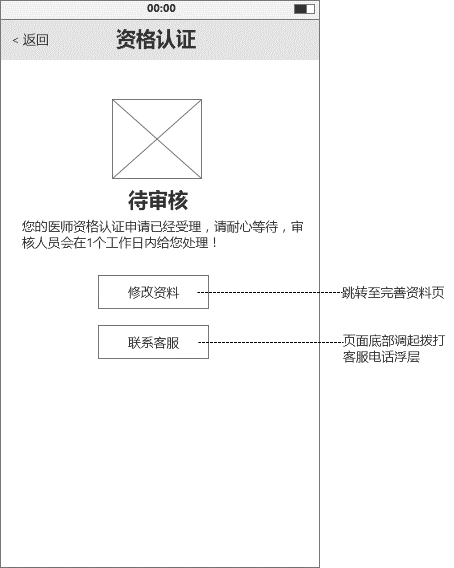 00:00
< 返回
资格认证
待审核
您的医师资格认证申请已经受理，请耐心等待，审
核人员会在1个工作日内给您处理！
修改资料
跳转至完善资料页
联系客服
页面底部调起拨打
客服电话浮层